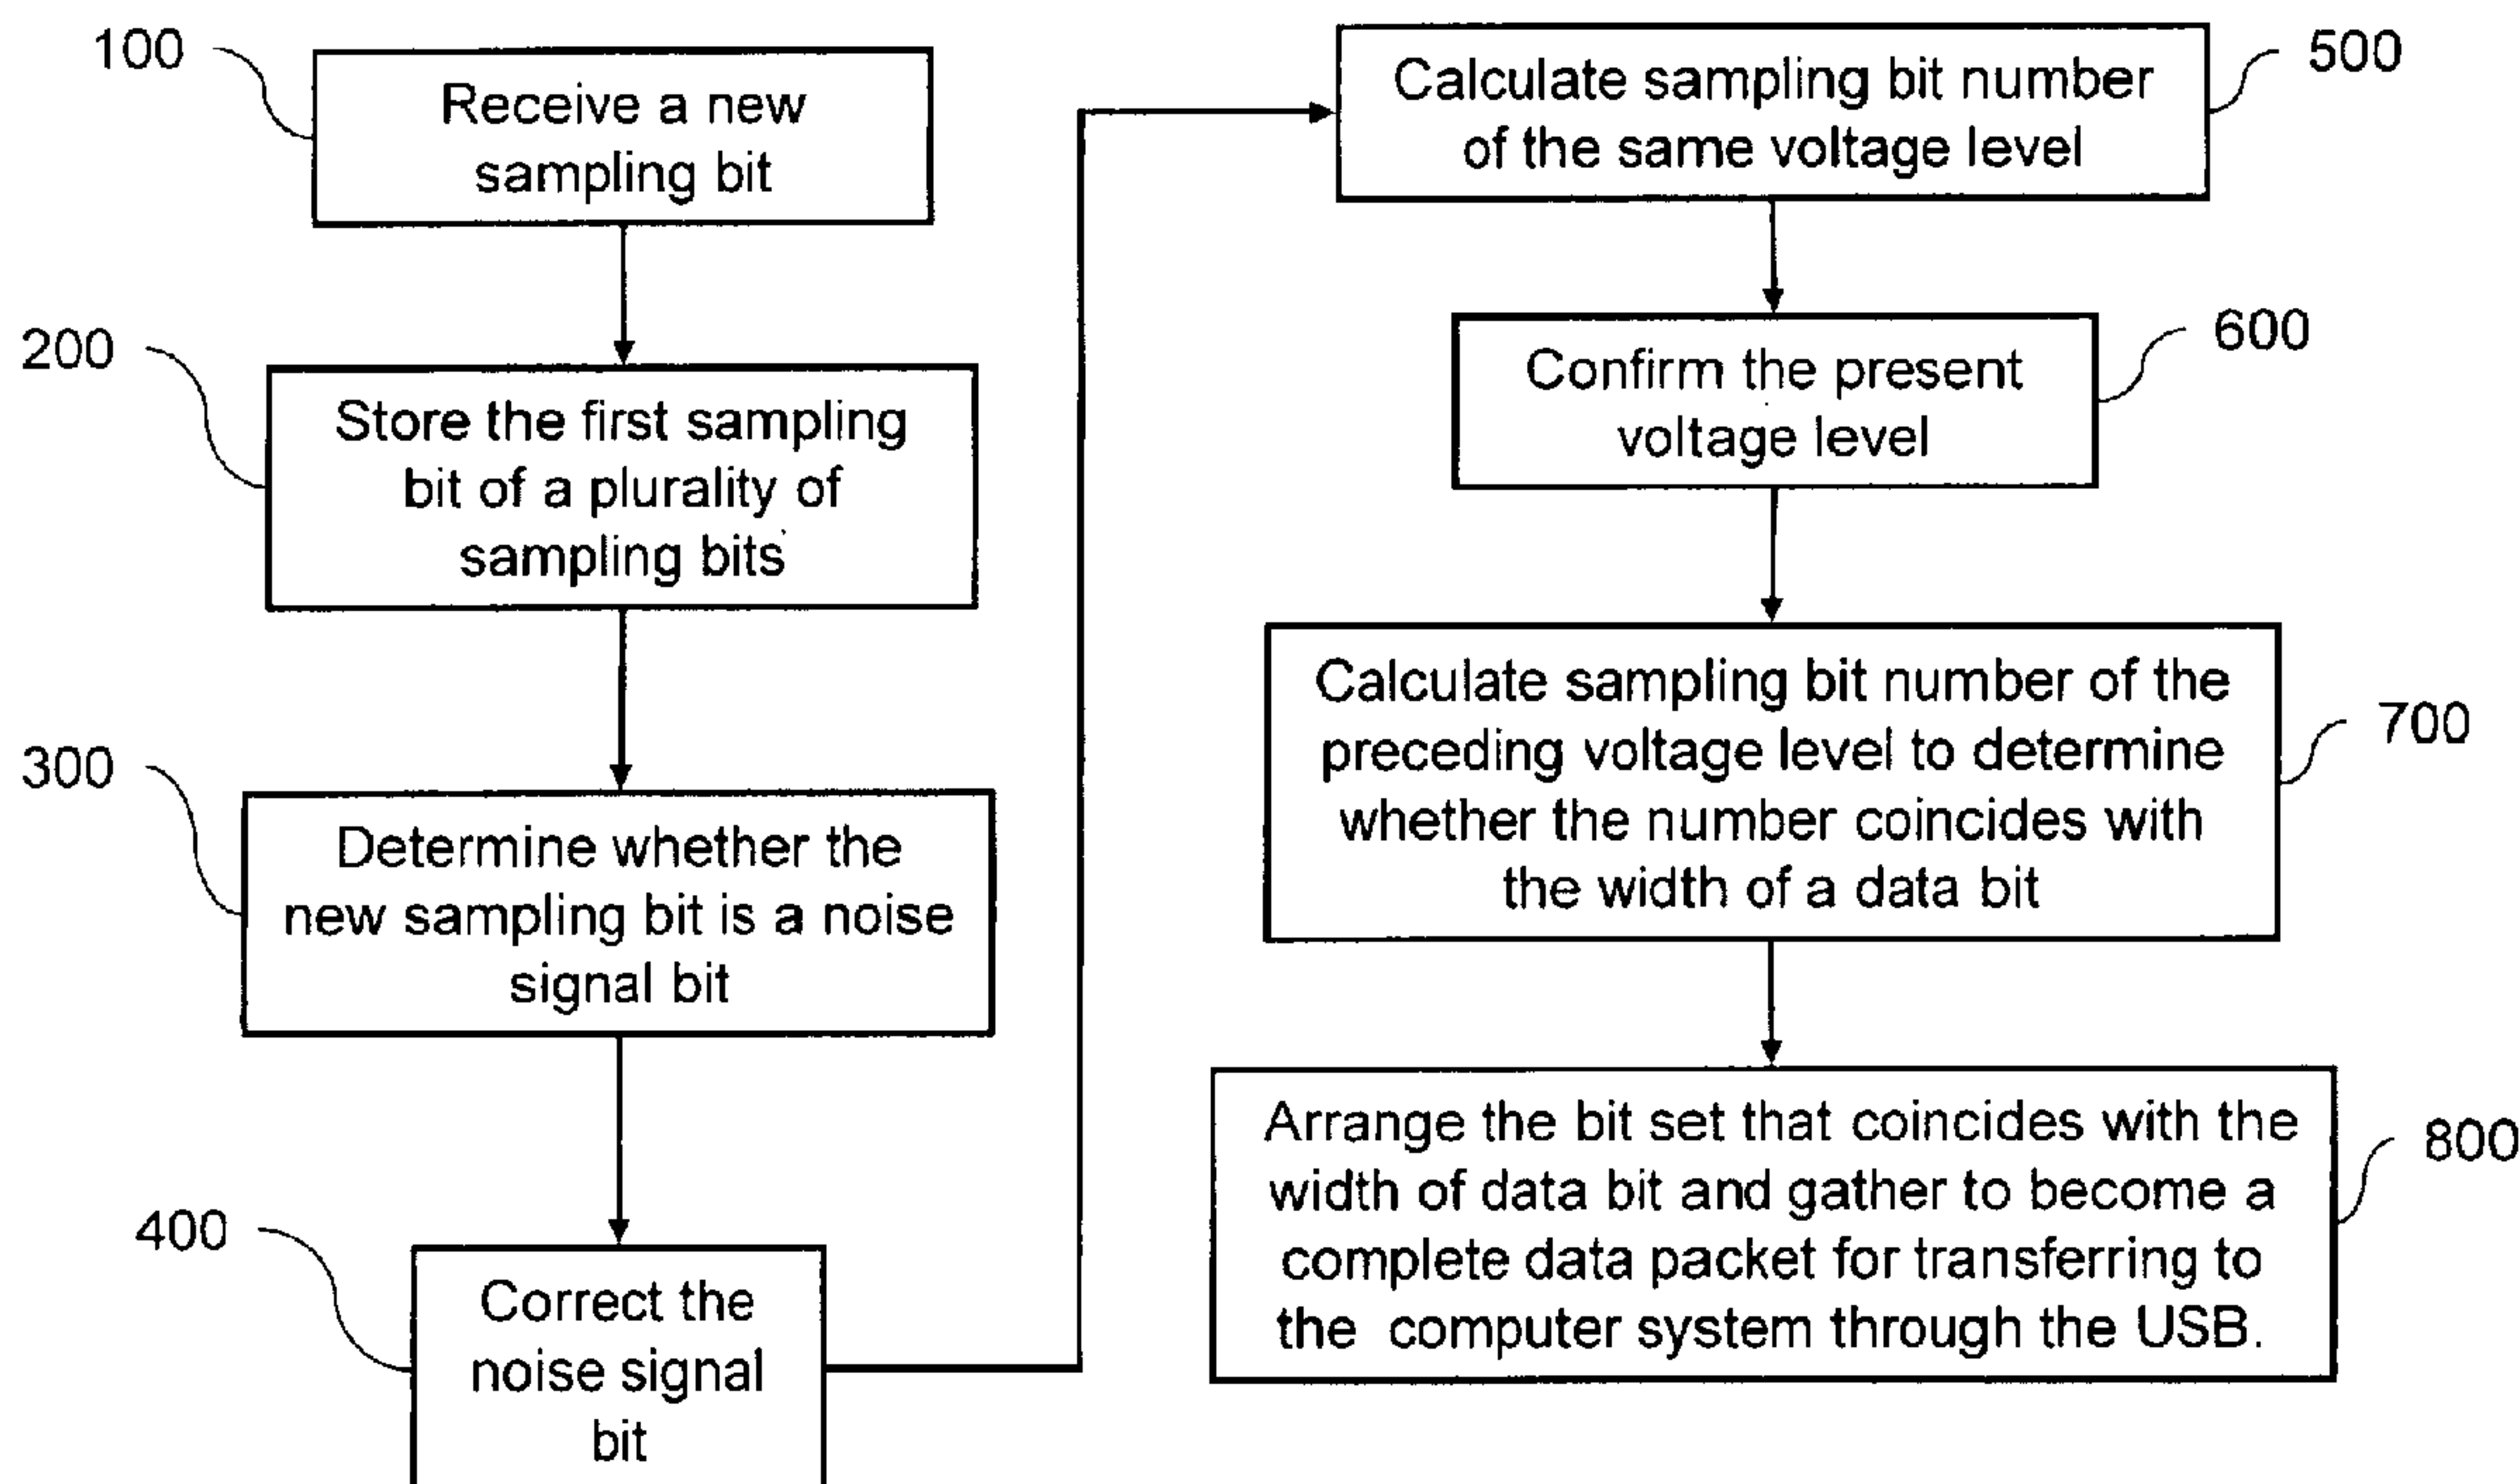 100
Receive a new
sampling bit
200
Store the first sampling
bit of a plurality of
sampling bits
300
Determine whether the
new sampling bit is a noise
signal bit
400
Correct the
noise signal
bit
500
Calculate sampling bit number
of the same voltage level
600
Confirm the present
voltage level
700
Calculate sampling bit number of the
preceding voltage level to determine
whether the number coincides with
the width of a data bit
800
Arrange the bit set that coincides with the
width of data bit and gather to become a
complete data packet for transferring to
the computer system through the USB.